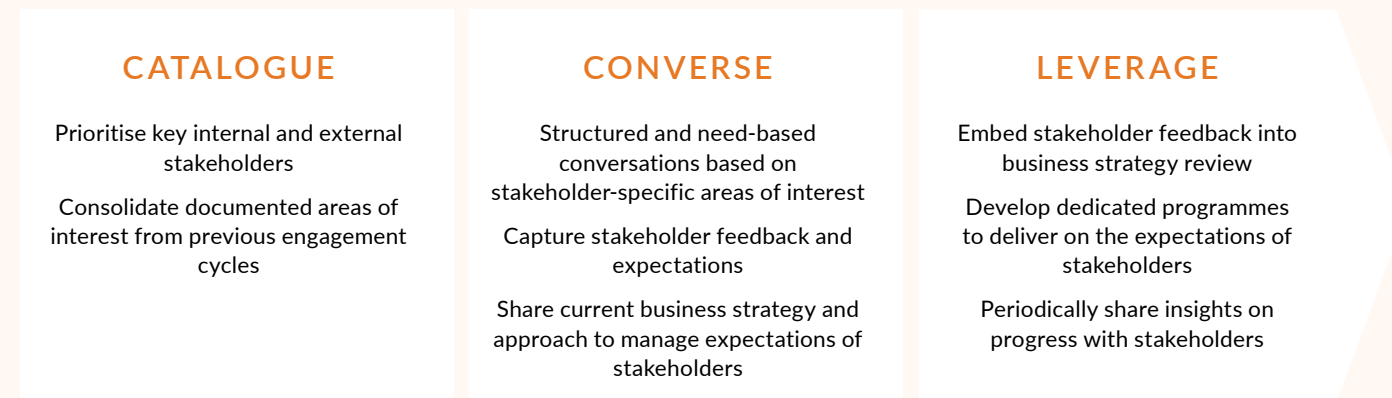 CATALOGUE
Prioritise key internal and external
stakeholders
Consolidate documented areas of
interest from previous engagement
cycles
CONVERSE
Structured and need-based
conversations based on
stakeholder-specific areas of interest
Capture stakeholder feedback and
expectations
Share current business strategy and
approach to manage expectations of
stakeholders
LEVERAGE
Embed stakeholder feedback into
business strategy review
Develop dedicated programmes
to deliver on the expectations of
stakeholders
Periodically share insights on
progress with stakeholders